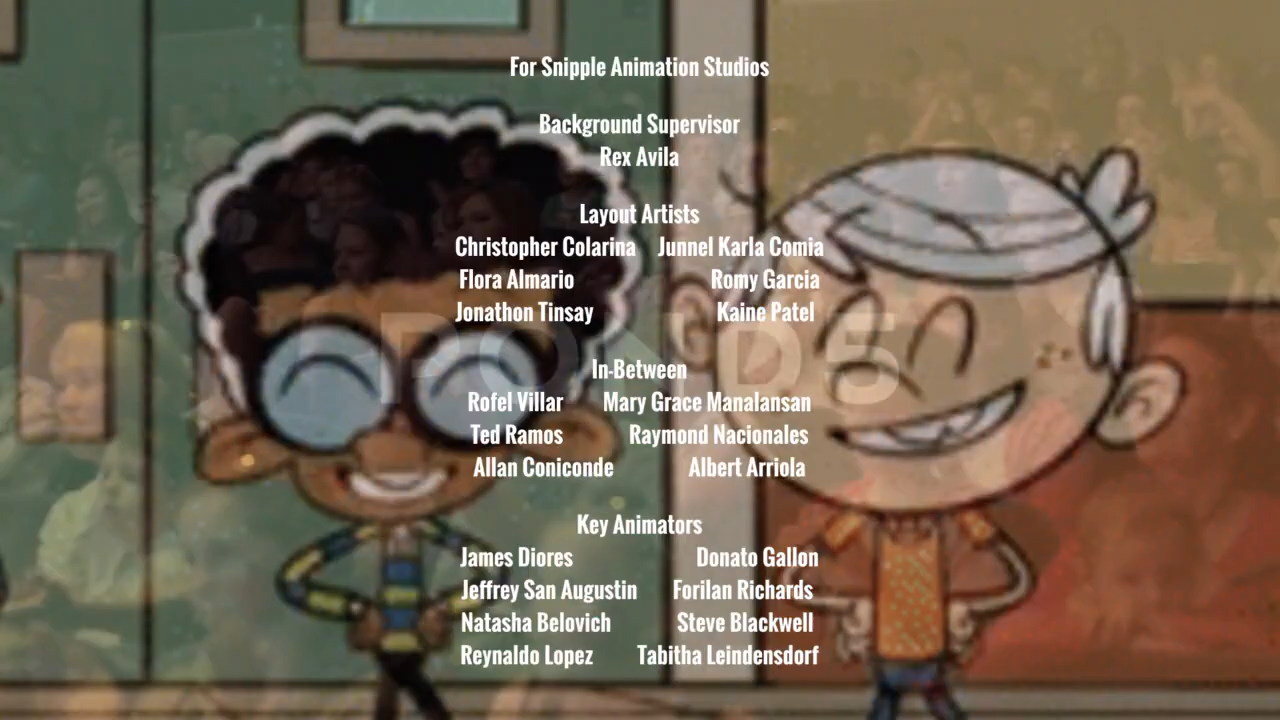 For Snipple Animation Studios
Background Supervisor
Rex Avila
Layout Artists
Christopher Colarina Junnel Karla Comia
Flora Almario Romy Garcia
Jonathon Tinsay Kaine Patel
POND5
In-Between
Rofel Villar Mary Grace Manalansan
Ted Ramos Raymond Nacionales
Allan Coniconde Albert Arriola
Key Animators
James Diores Donato Gallon
Jeffrey San Augustin Forilan Richards
Natasha Belovich Steve Blackwell
Reynaldo Lopez Tabitha Leindensdorf